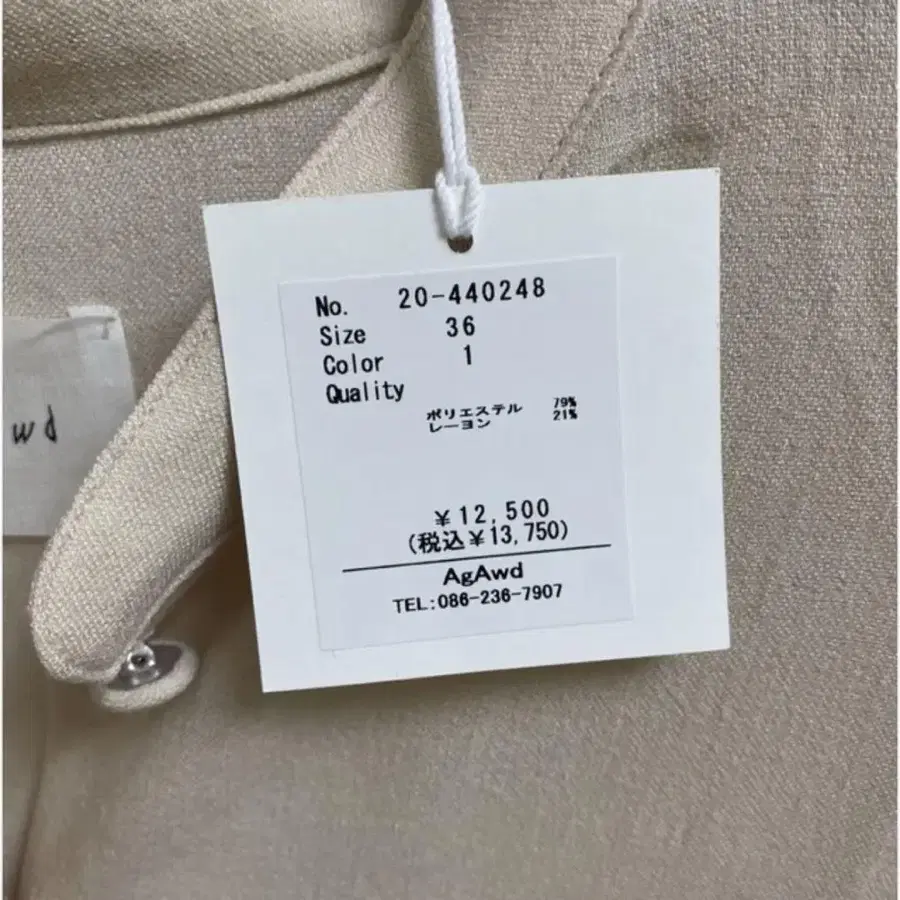 No. 20-440248
Size 36
Color 1
Quality
ポリエステル 79%
レーヨン 21%
￥12,500
(税込￥13,750)
AgAwd
TEL:086-236-7907
wd